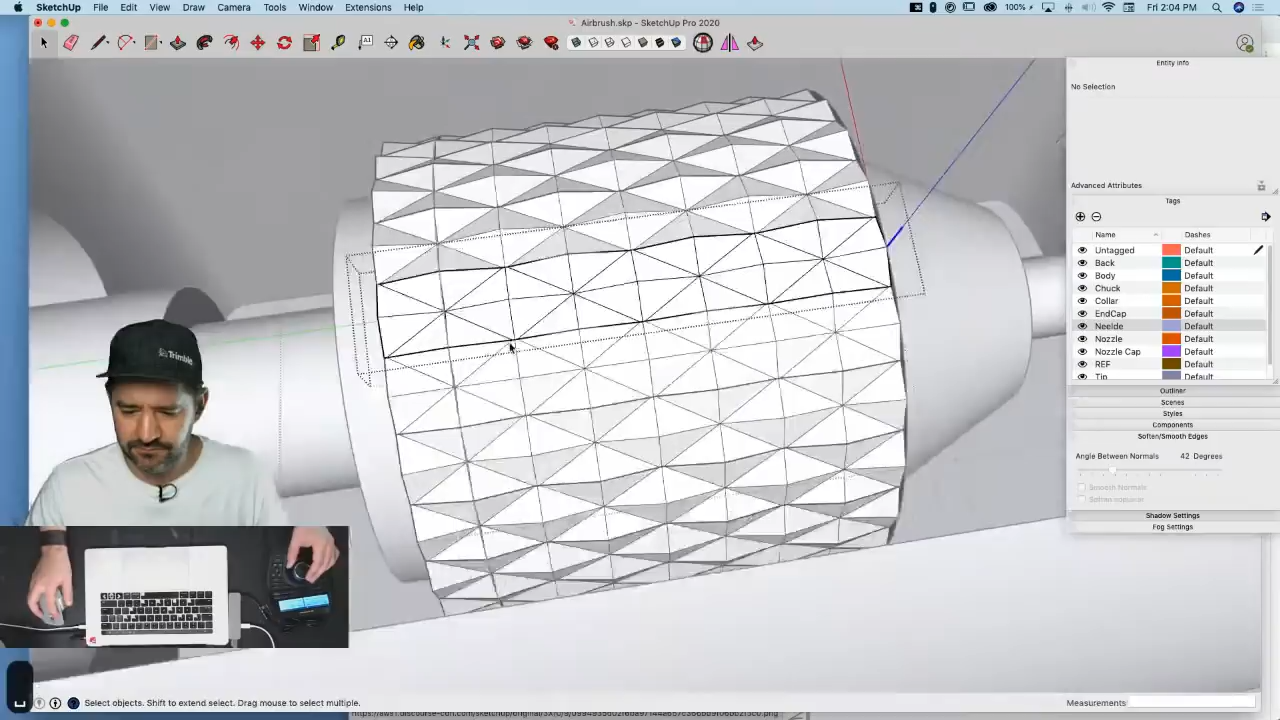 SketchUp File Edit View Draw Camera Tools Window Extensions Help 100% Fri 2:04 PM
Airbrush.skp - SketchUp Pro 2020
A1
Entity Info
No Selection
Advanced Attributes
Tags
Name Dashes
Untagged Default
Back Default
Body Default
Chuck Default
Collar Default
EndCap Default
Neelde Default
Nozzle Default
Nozzle Cap Default
REF Default
Tip Default
Outliner
Scenes
Styles
Components
Soften/Smooth Edges
Angle Between Normals 42 Degrees
Smooth Normals
Soften coplanar
Shadow Settings
Fog Settings
Trimble
Select objects. Shift to extend select. Drag mouse to select multiple.
Measurements